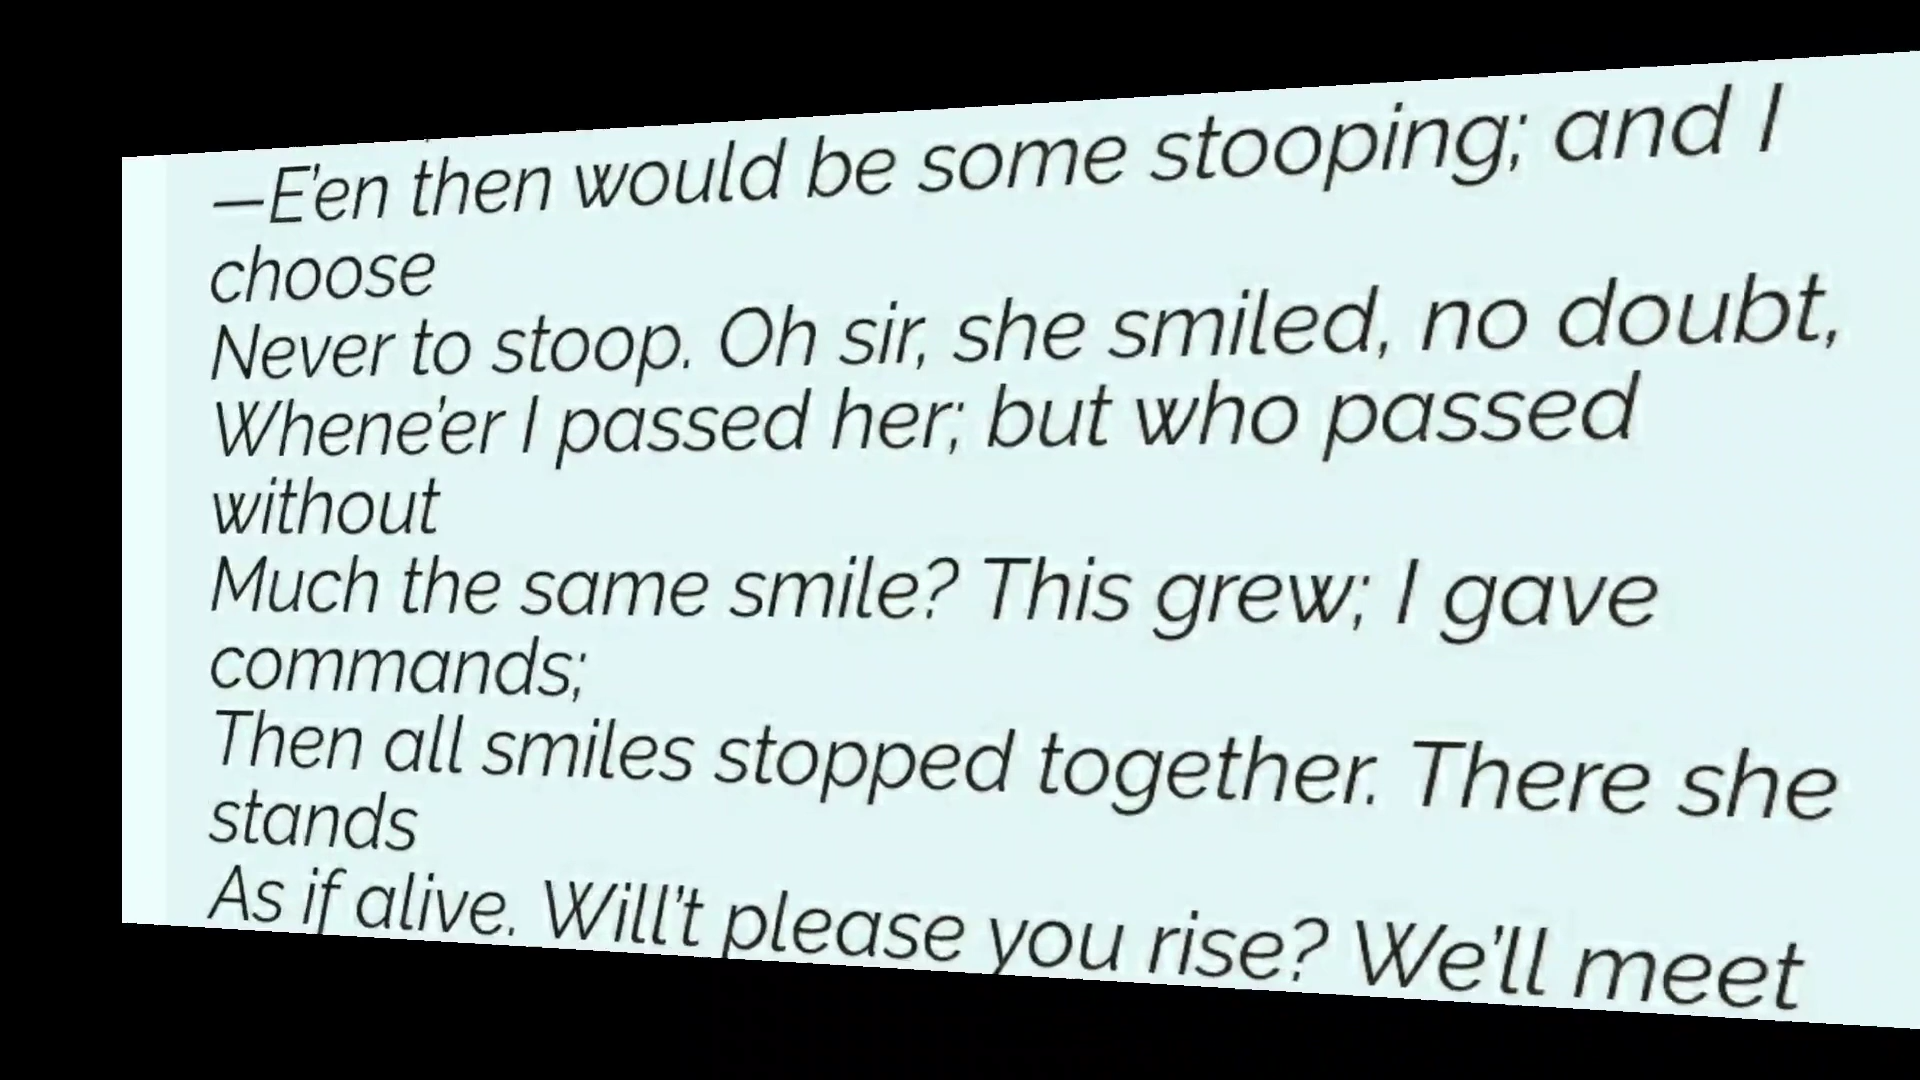 —E'en then would be some stooping; and I
choose
Never to stoop. Oh sir, she smiled, no doubt,
Whene'er I passed her; but who passed
without
Much the same smile? This grew; I gave
commands;
Then all smiles stopped together. There she
stands
As if alive. Will't please you rise? We'll meet